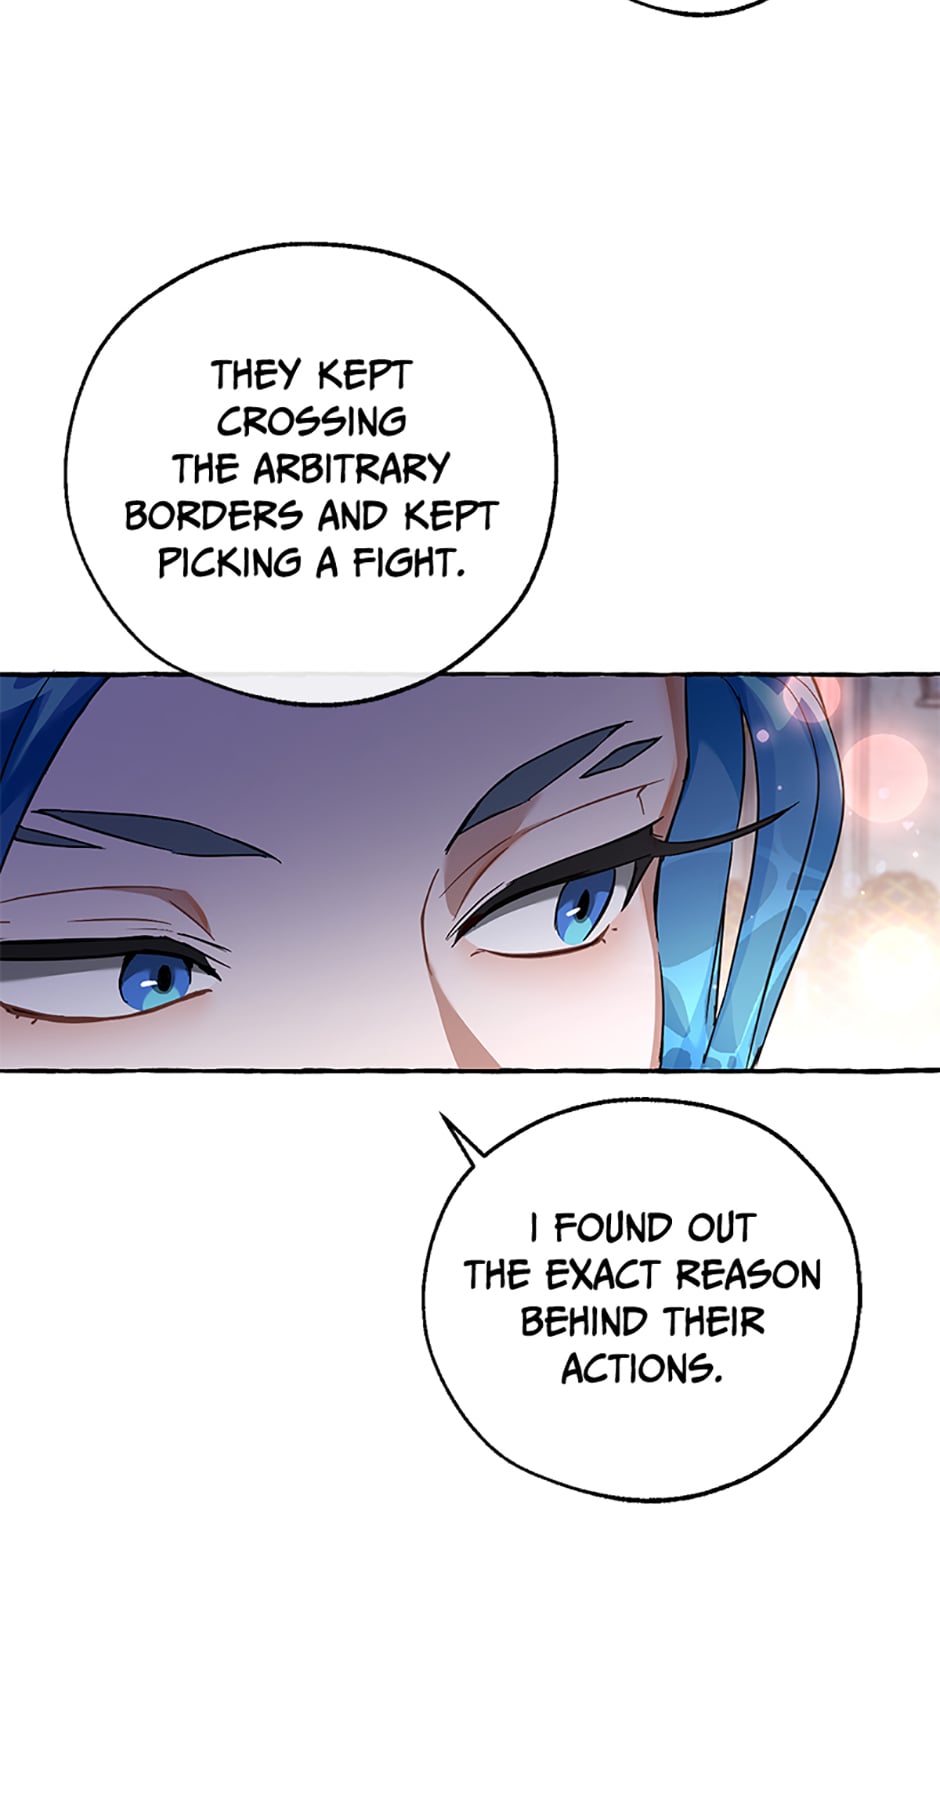 THEY KEPT
CROSSING
THE ARBITRARY
BORDERS AND KEPT
PICKING A FIGHT.
I FOUND OUT
THE EXACT REASON
BEHIND THEIR
ACTIONS.